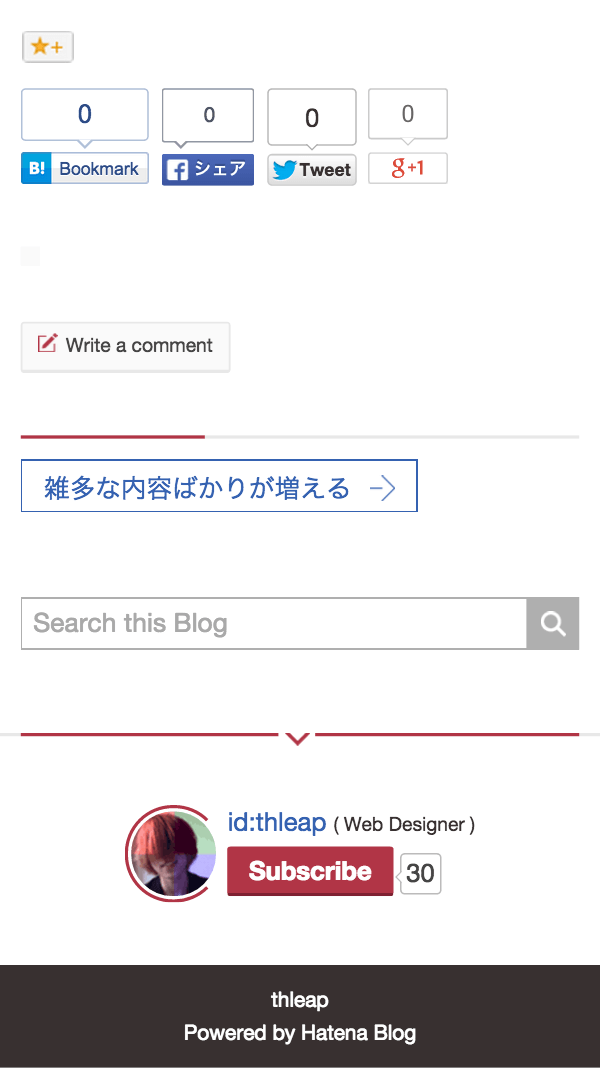 0 0 0 0
B! Bookmark シェア Tweet g+1
Write a comment
雑多な内容ばかりが増える
Search this Blog
id:thleap ( Web Designer )
Subscribe 30
thleap
Powered by Hatena Blog